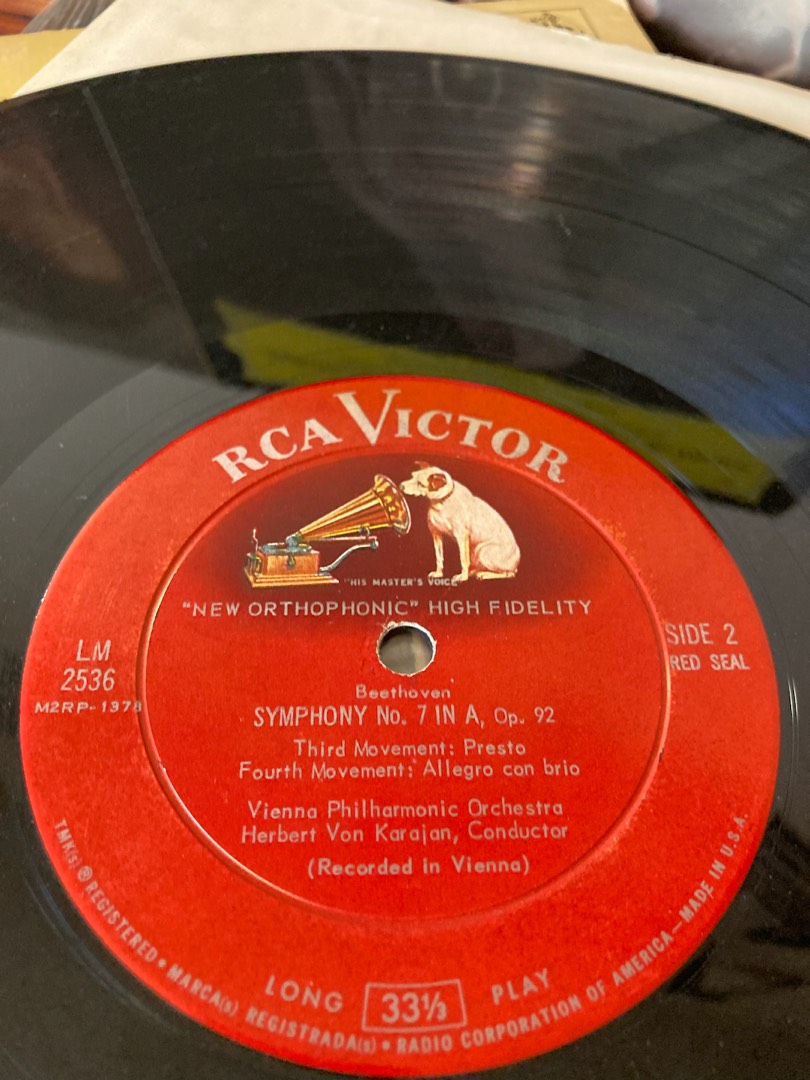 RCA VICTOR
"HIS MASTER'S VOICE"
"NEW ORTHOPHONIC" HIGH FIDELITY
LM
2536
M2RP-1378
SIDE 2
RED SEAL
Beethoven
SYMPHONY No. 7 IN A, Op. 92
Third Movement: Presto
Fourth Movement: Allegro con brio
Vienna Philharmonic Orchestra
Herbert Von Karajan, Conductor
(Recorded in Vienna)
LONG 33⅓ PLAY
TMK(s) ® REGISTERED • MARCA(s) REGISTRADA(s) • RADIO CORPORATION OF AMERICA—MADE IN U.S.A.